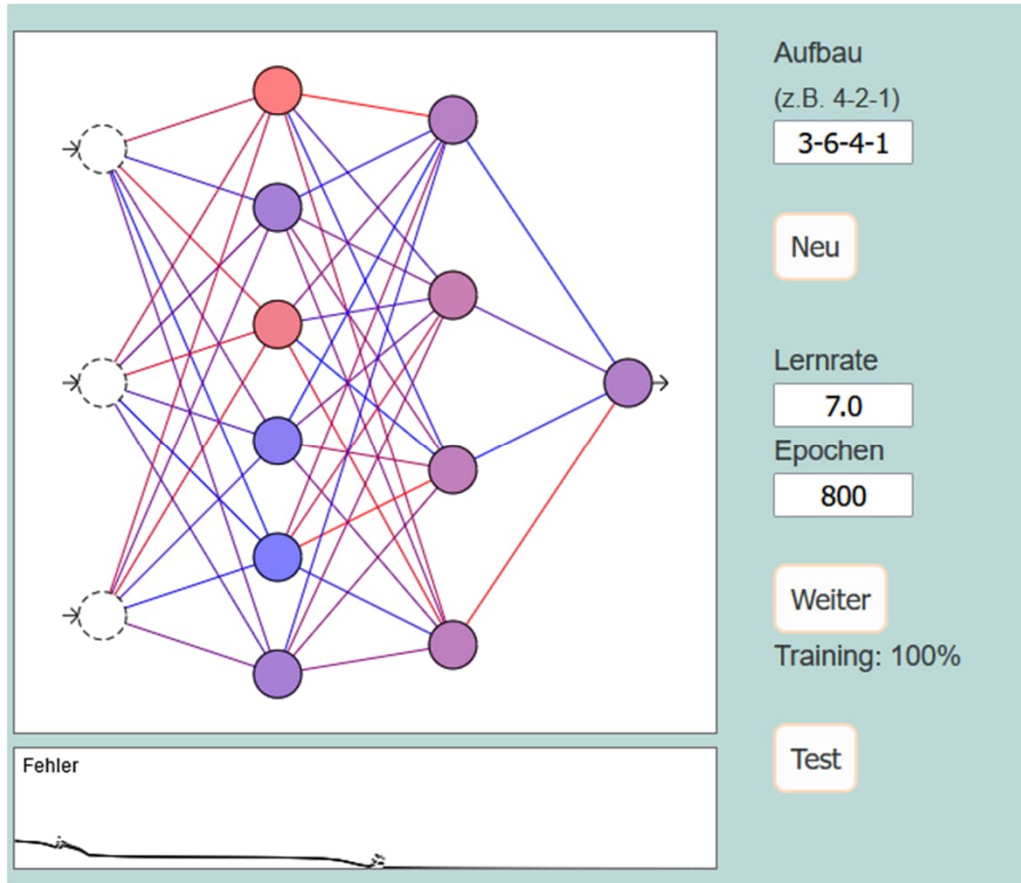 Aufbau
(z.B. 4-2-1)
3-6-4-1
Neu
Lernrate
7.0
Epochen
800
Weiter
Training: 100%
Test
Fehler